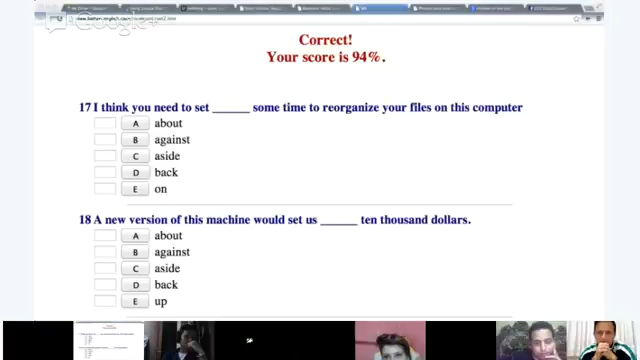 Google+
Correct!
Your score is 94%.
17 I think you need to set ______ some time to reorganize your files on this computer
A about
B against
C aside
D back
E on
18 A new version of this machine would set us ______ ten thousand dollars.
A about
B against
C aside
D back
E up